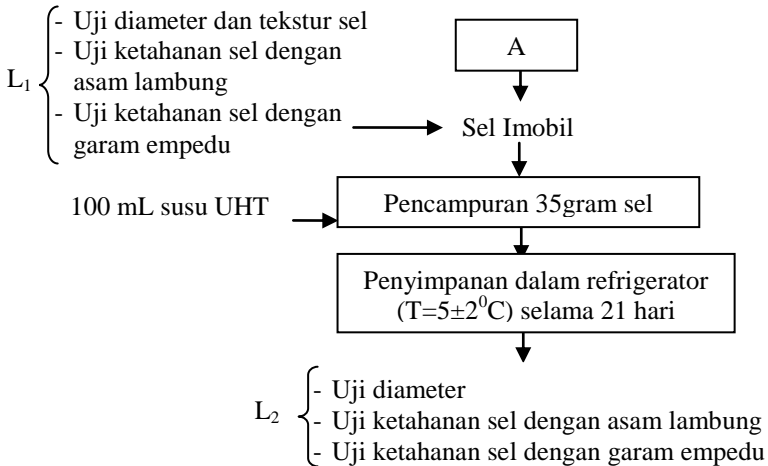 - Uji diameter dan tekstur sel
- Uji ketahanan sel dengan
asam lambung
- Uji ketahanan sel dengan
garam empedu
L₁
A
Sel Imobil
100 mL susu UHT
Pencampuran 35gram sel
Penyimpanan dalam refrigerator
(T=5±2⁰C) selama 21 hari
L₂
- Uji diameter
- Uji ketahanan sel dengan asam lambung
- Uji ketahanan sel dengan garam empedu